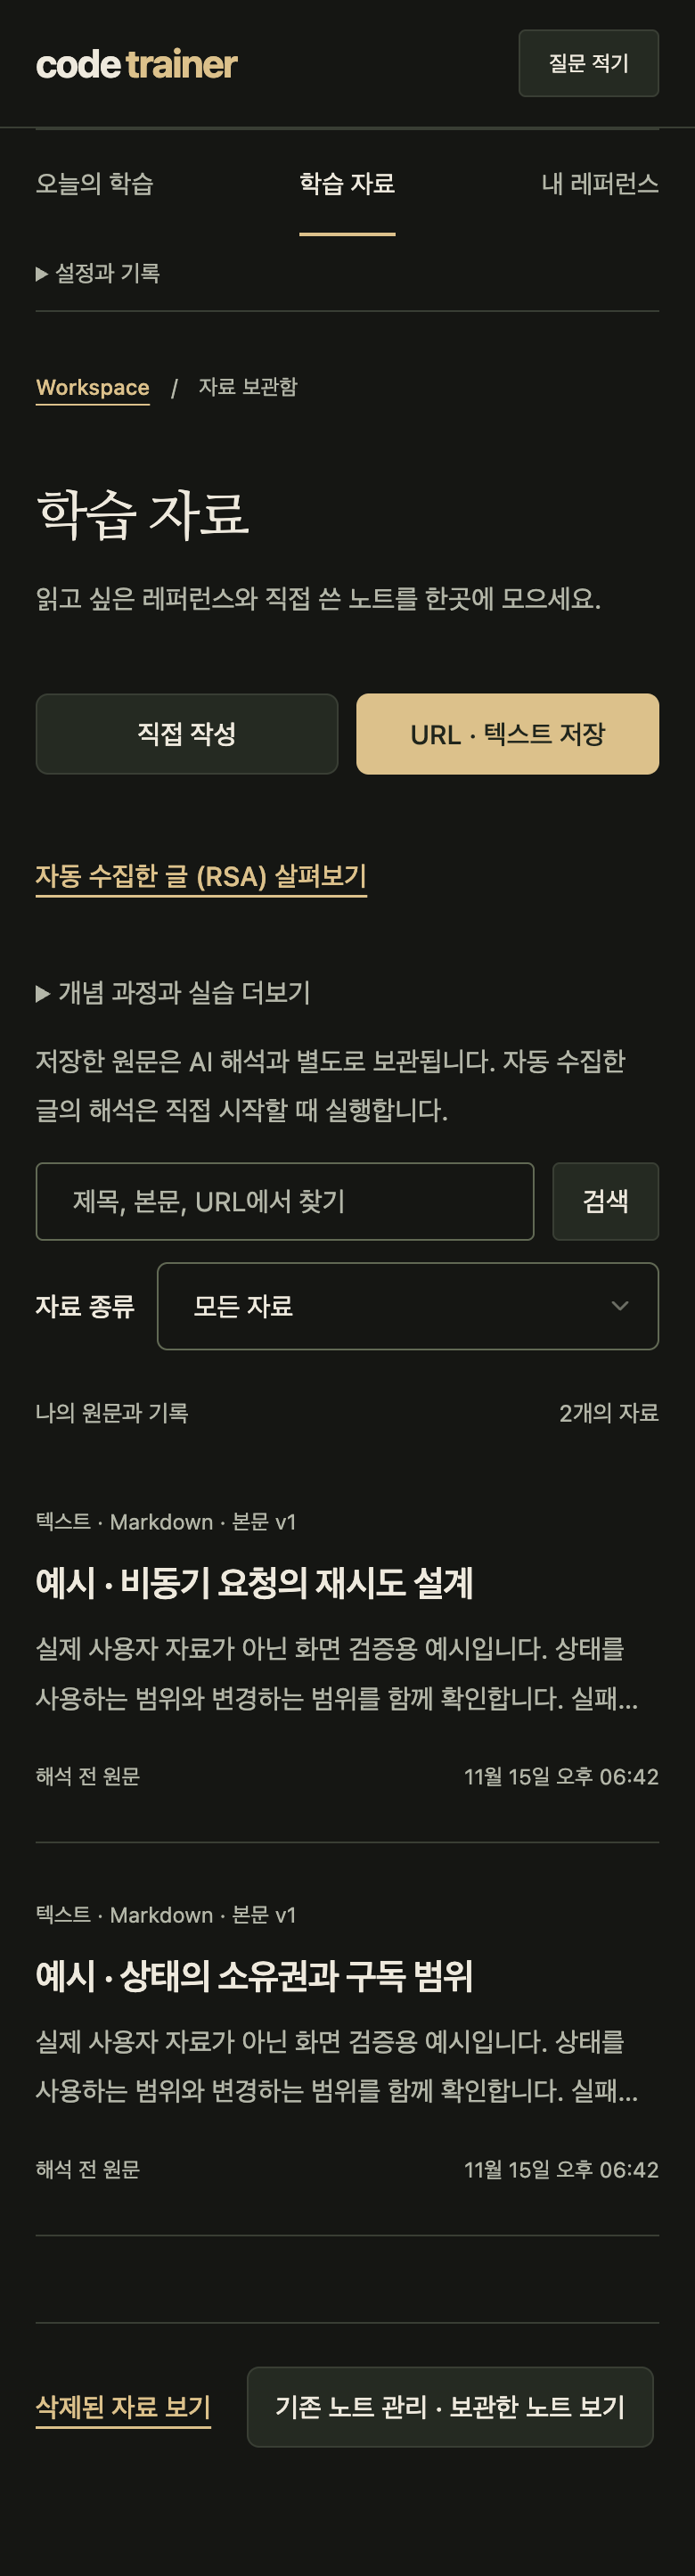 code trainer
질문 적기
오늘의 학습
학습 자료
내 레퍼런스
▶ 설정과 기록
Workspace / 자료 보관함
학습 자료
읽고 싶은 레퍼런스와 직접 쓴 노트를 한곳에 모으세요.
직접 작성
URL · 텍스트 저장
자동 수집한 글 (RSA) 살펴보기
▶ 개념 과정과 실습 더보기
저장한 원문은 AI 해석과 별도로 보관됩니다. 자동 수집한
글의 해석은 직접 시작할 때 실행합니다.
제목, 본문, URL에서 찾기
검색
자료 종류
모든 자료
나의 원문과 기록
2개의 자료
텍스트 · Markdown · 본문 v1
예시 · 비동기 요청의 재시도 설계
실제 사용자 자료가 아닌 화면 검증용 예시입니다. 상태를
사용하는 범위와 변경하는 범위를 함께 확인합니다. 실패...
해석 전 원문
11월 15일 오후 06:42
텍스트 · Markdown · 본문 v1
예시 · 상태의 소유권과 구독 범위
실제 사용자 자료가 아닌 화면 검증용 예시입니다. 상태를
사용하는 범위와 변경하는 범위를 함께 확인합니다. 실패...
해석 전 원문
11월 15일 오후 06:42
삭제된 자료 보기
기존 노트 관리 · 보관한 노트 보기